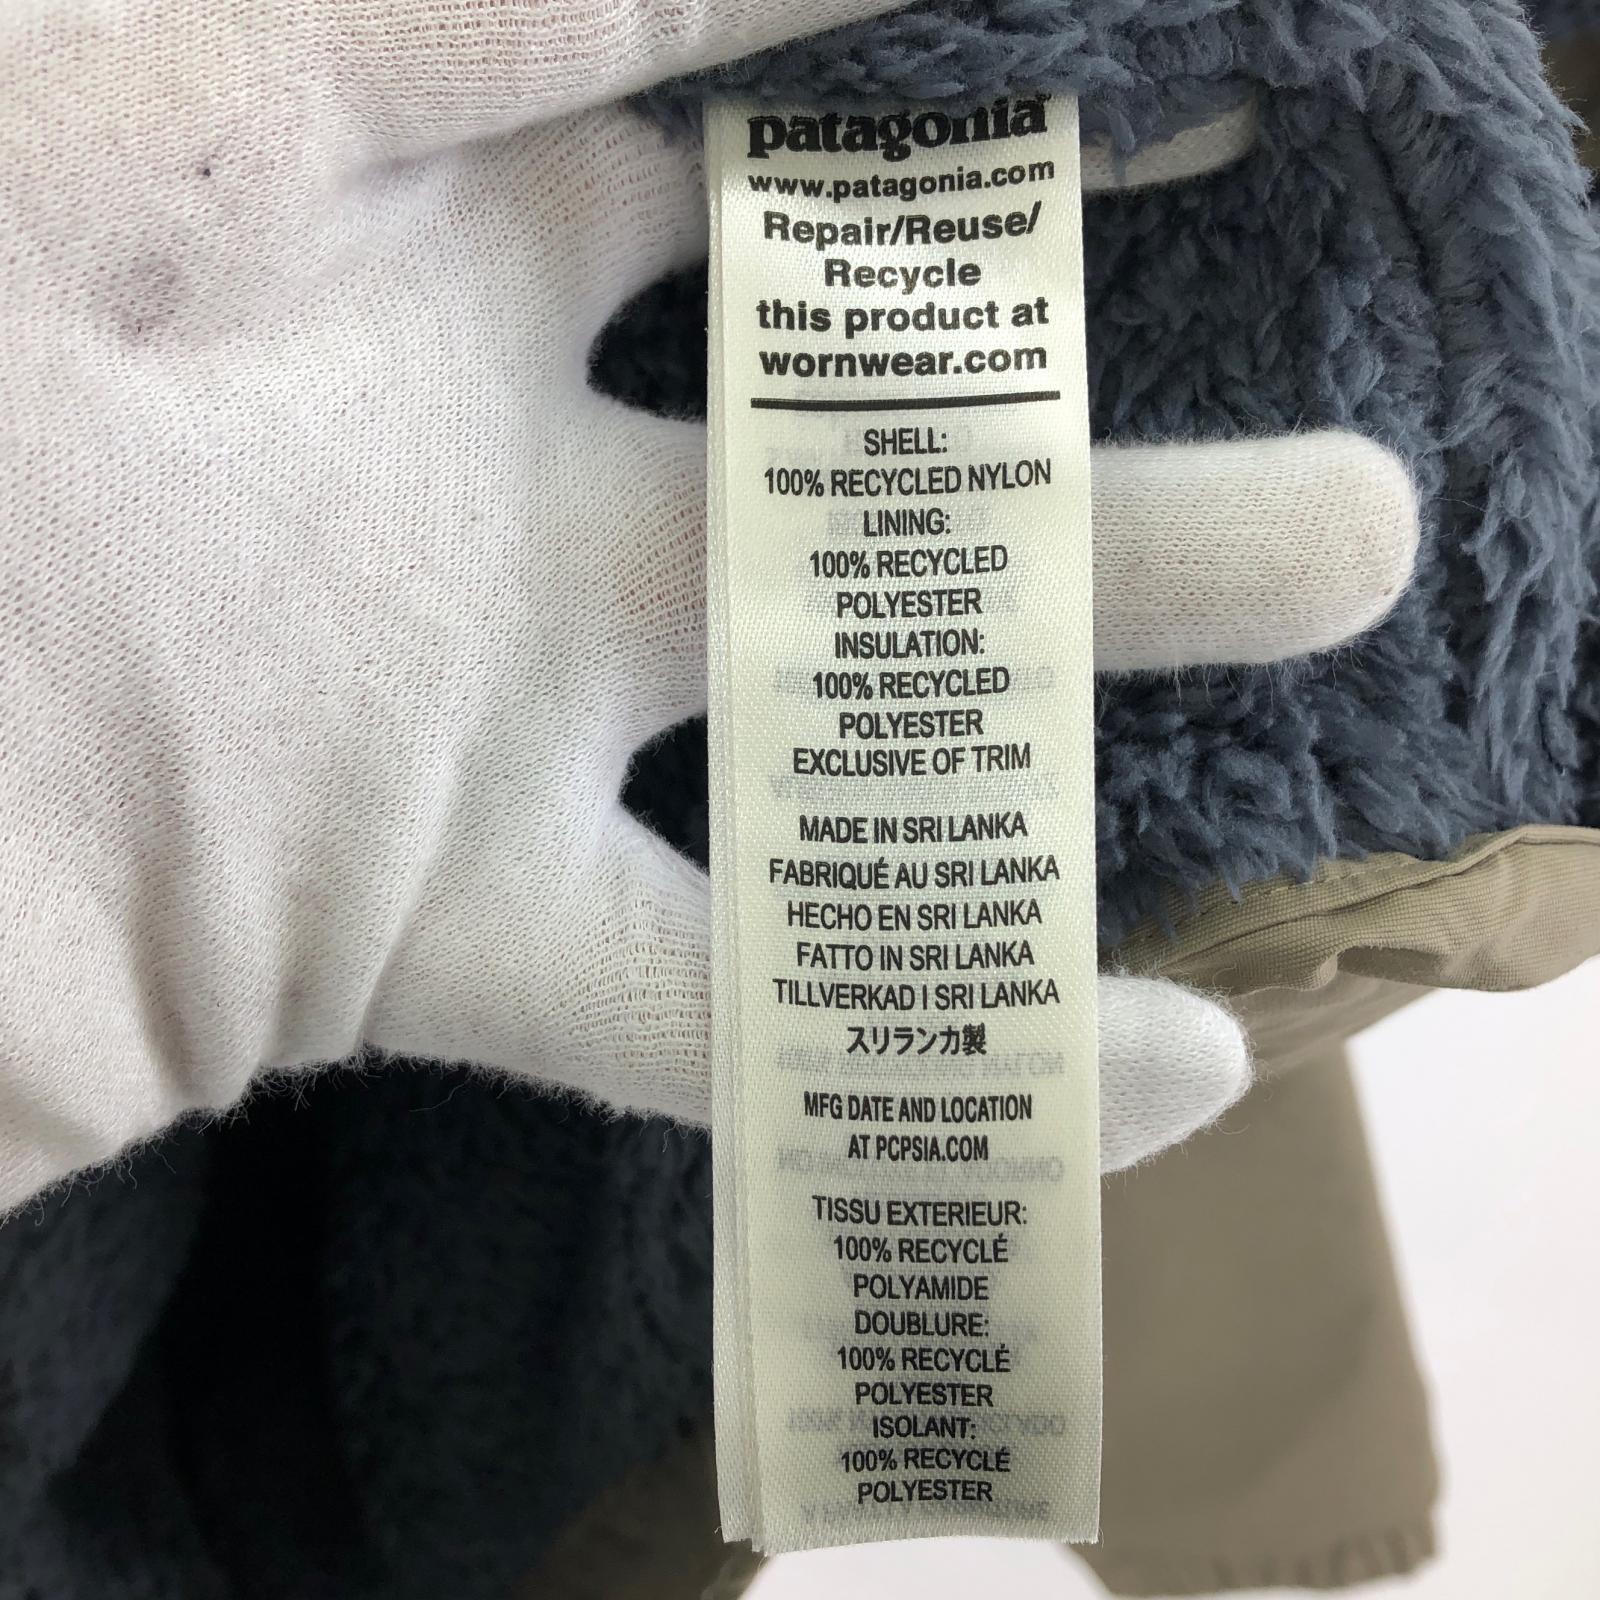 patagonia
www.patagonia.com
Repair/Reuse/
Recycle
this product at
wornwear.com
SHELL:
100% RECYCLED NYLON
LINING:
100% RECYCLED
POLYESTER
INSULATION:
100% RECYCLED
POLYESTER
EXCLUSIVE OF TRIM
MADE IN SRI LANKA
FABRIQUÉ AU SRI LANKA
HECHO EN SRI LANKA
FATTO IN SRI LANKA
TILLVERKAD I SRI LANKA
スリランカ製
MFG DATE AND LOCATION
AT PCPSIA.COM
TISSU EXTERIEUR:
100% RECYCLÉ
POLYAMIDE
DOUBLURE:
100% RECYCLÉ
POLYESTER
ISOLANT:
100% RECYCLÉ
POLYESTER